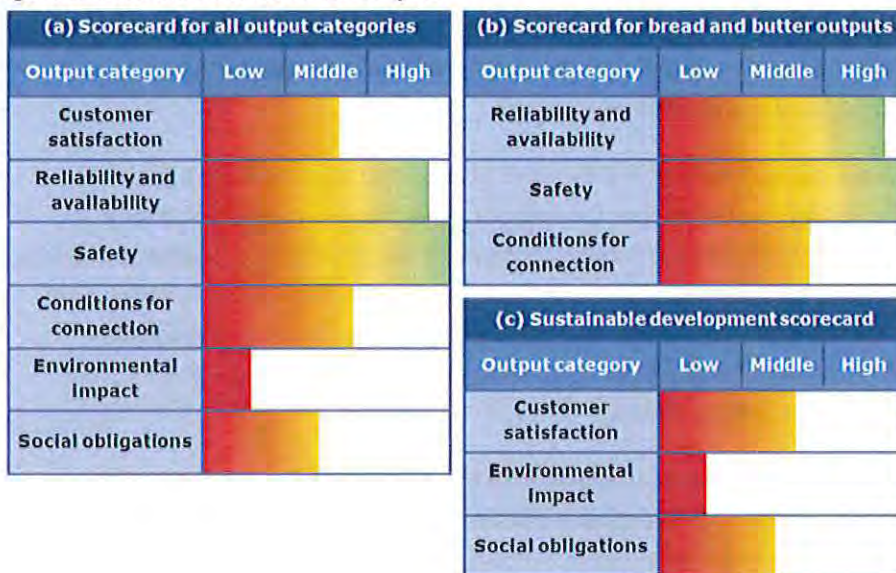 (a) Scorecard for all output categories
Output category Low Middle High
Customer
satisfaction
Reliability and
availability
Safety
Conditions for
connection
Environmental
impact
Social obligations
(b) Scorecard for bread and butter outputs
Output category Low Middle High
Reliability and
availability
Safety
Conditions for
connection
(c) Sustainable development scorecard
Output category Low Middle High
Customer
satisfaction
Environmental
impact
Social obligations